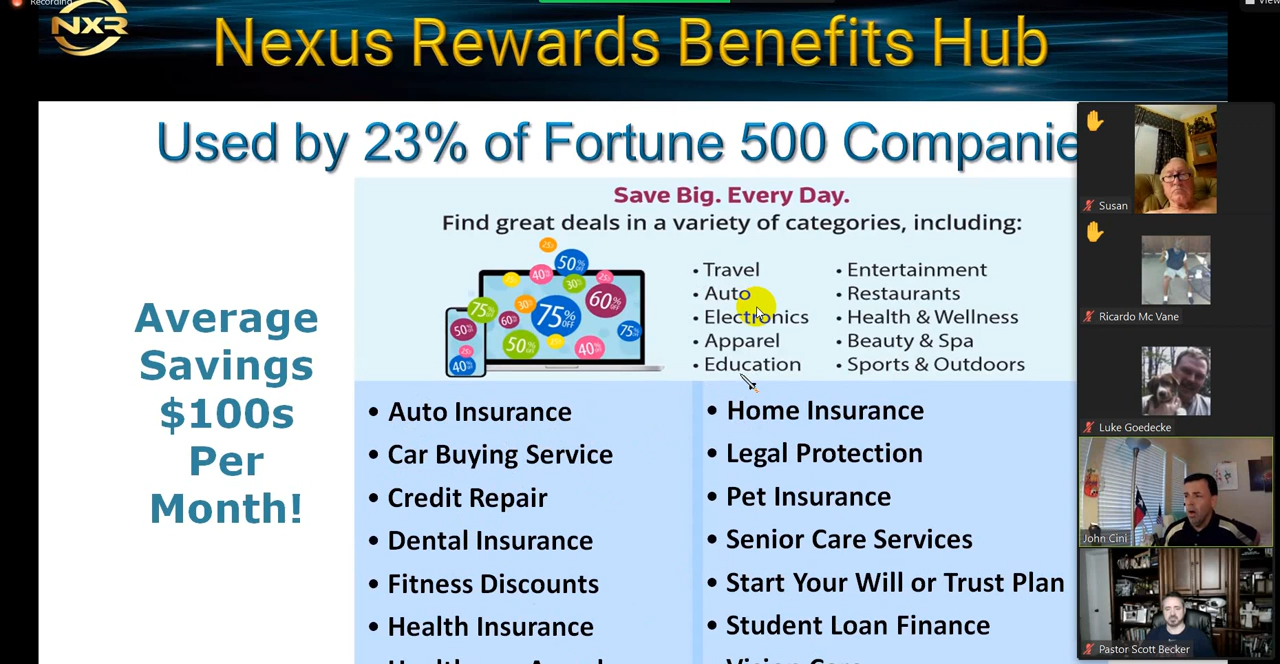 Recording
View
NXR
Nexus Rewards Benefits Hub
Used by 23% of Fortune 500 Companie
Save Big. Every Day.
Find great deals in a variety of categories, including:
• Travel
• Auto
• Electronics
• Apparel
• Education
• Entertainment
• Restaurants
• Health & Wellness
• Beauty & Spa
• Sports & Outdoors
50%
40%
30%
75%
60%
75% OFF
50%
60%
30%
50%
40%
75%
40%
Average
Savings
$100s
Per
Month!
• Auto Insurance
• Car Buying Service
• Credit Repair
• Dental Insurance
• Fitness Discounts
• Health Insurance
• Home Insurance
• Legal Protection
• Pet Insurance
• Senior Care Services
• Start Your Will or Trust Plan
• Student Loan Finance
Susan
Ricardo Mc Vane
Luke Goedecke
John Cini
Pastor Scott Becker